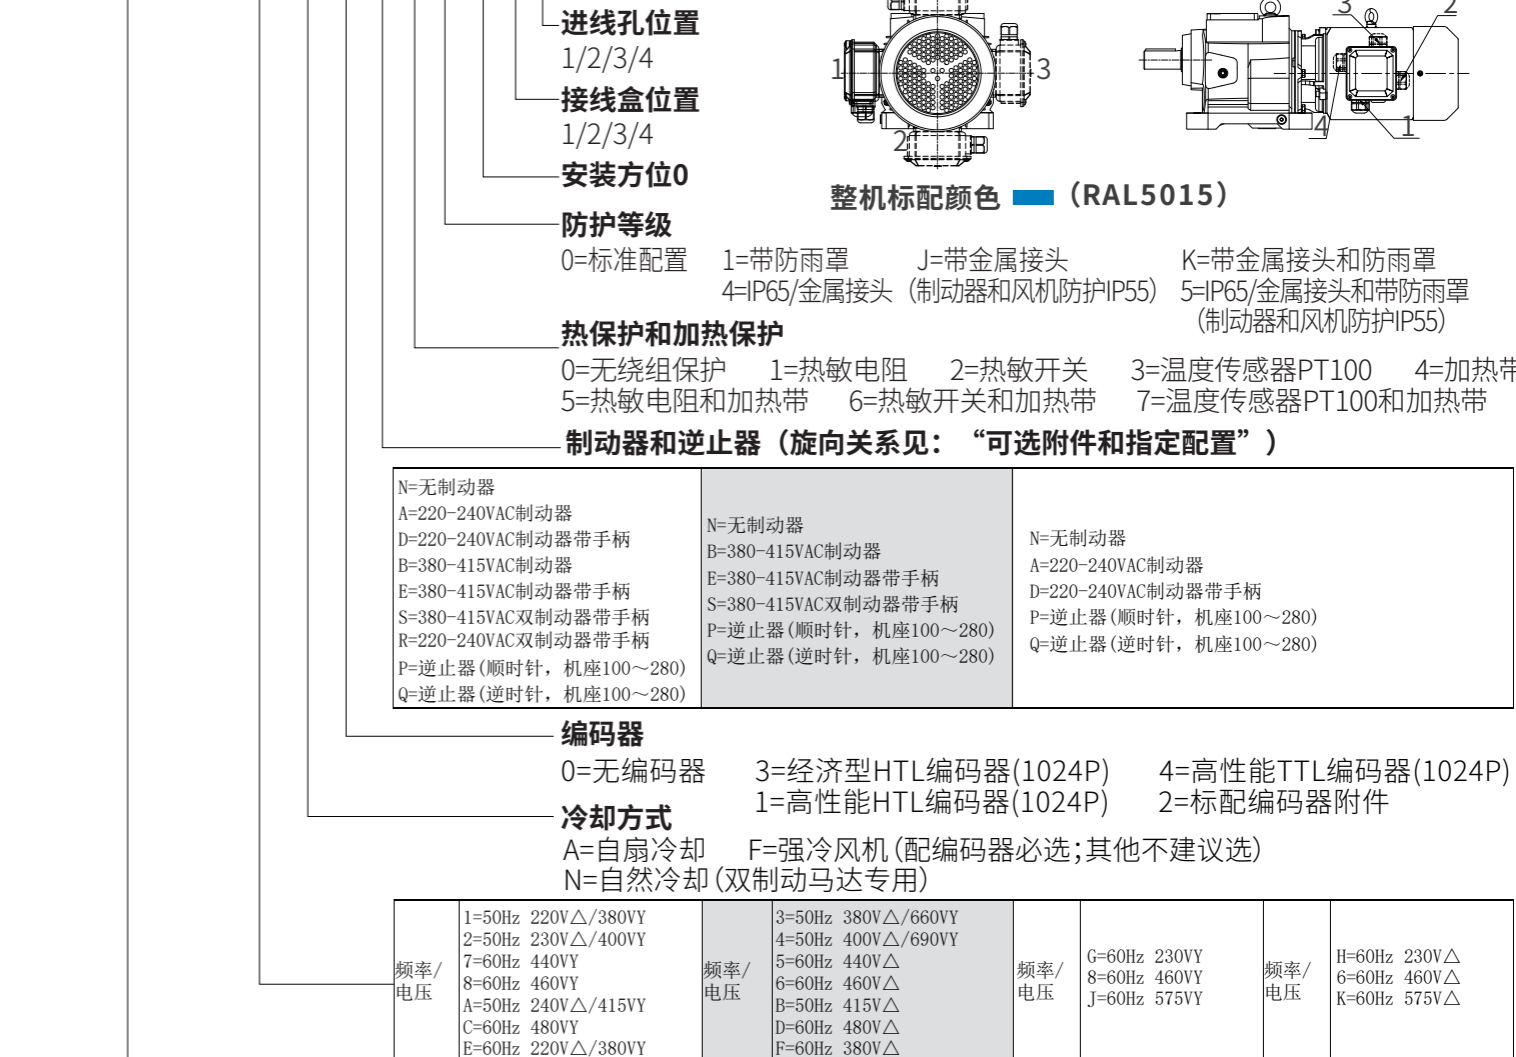 进线孔位置
1/2/3/4
接线盒位置
1/2/3/4
安装方位0
1
3
2
3
2
4
1
整机标配颜色 （RAL5015）
防护等级
0=标准配置 1=带防雨罩 J=带金属接头 K=带金属接头和防雨罩
4=IP65/金属接头（制动器和风机防护IP55） 5=IP65/金属接头和带防雨罩
（制动器和风机防护IP55）
热保护和加热保护
0=无绕组保护 1=热敏电阻 2=热敏开关 3=温度传感器PT100 4=加热带
5=热敏电阻和加热带 6=热敏开关和加热带 7=温度传感器PT100和加热带
制动器和逆止器（旋向关系见：“可选附件和指定配置”）
N=无制动器
A=220-240VAC制动器
D=220-240VAC制动器带手柄
B=380-415VAC制动器
E=380-415VAC制动器带手柄
S=380-415VAC双制动器带手柄
R=220-240VAC双制动器带手柄
P=逆止器(顺时针，机座100～280)
Q=逆止器(逆时针，机座100～280)
N=无制动器
B=380-415VAC制动器
E=380-415VAC制动器带手柄
S=380-415VAC双制动器带手柄
P=逆止器(顺时针，机座100～280)
Q=逆止器(逆时针，机座100～280)
N=无制动器
A=220-240VAC制动器
D=220-240VAC制动器带手柄
P=逆止器(顺时针，机座100～280)
Q=逆止器(逆时针，机座100～280)
编码器
0=无编码器 3=经济型HTL编码器(1024P) 4=高性能TTL编码器(1024P)
1=高性能HTL编码器(1024P) 2=标配编码器附件
冷却方式
A=自扇冷却 F=强冷风机(配编码器必选;其他不建议选)
N=自然冷却(双制动马达专用)
频率/
电压
1=50Hz 220V△/380VY
2=50Hz 230V△/400VY
7=60Hz 440VY
8=60Hz 460VY
A=50Hz 240V△/415VY
C=60Hz 480VY
E=60Hz 220V△/380VY
频率/
电压
3=50Hz 380V△/660VY
4=50Hz 400V△/690VY
5=60Hz 440V△
6=60Hz 460V△
B=50Hz 415V△
D=60Hz 480V△
F=60Hz 380V△
频率/
电压
G=60Hz 230VY
8=60Hz 460VY
J=60Hz 575VY
频率/
电压
H=60Hz 230V△
6=60Hz 460V△
K=60Hz 575V△